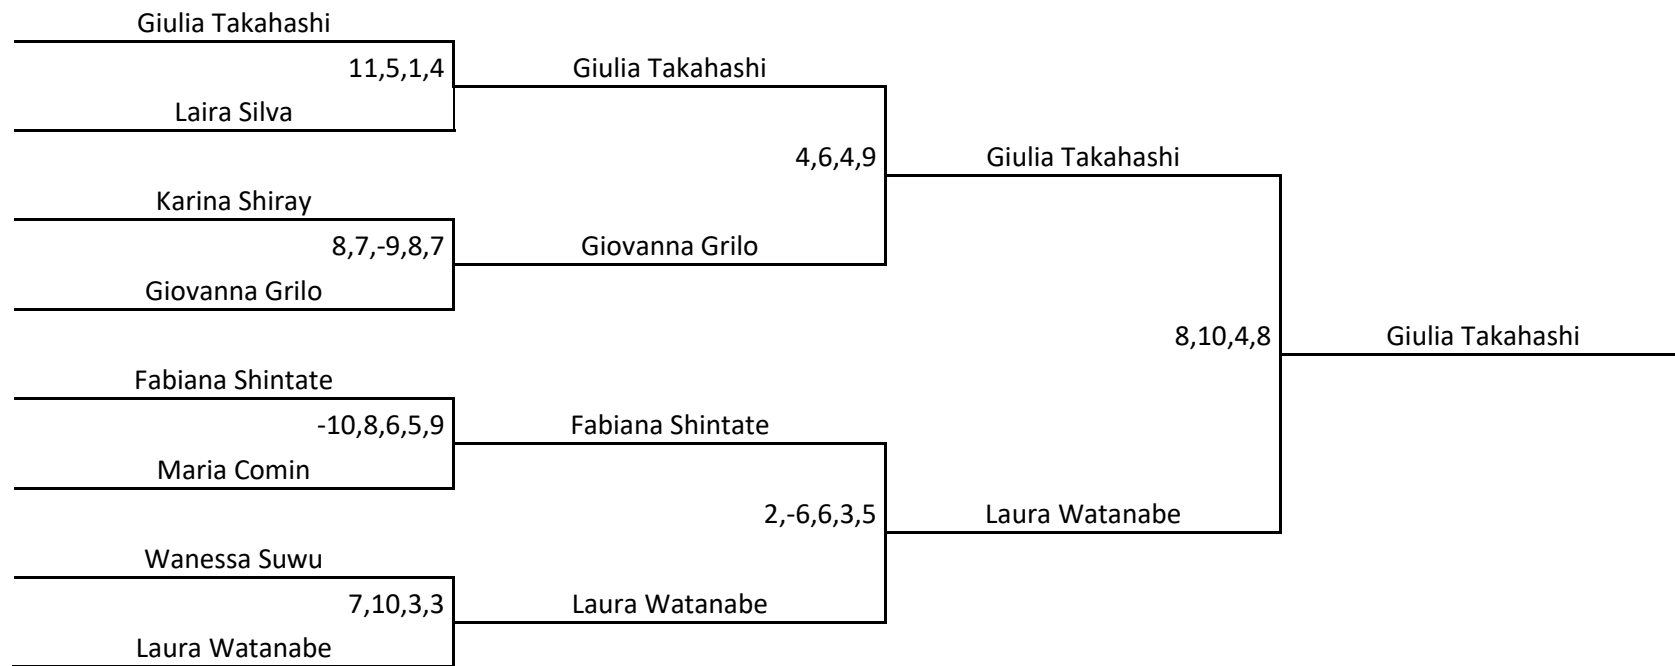 Giulia Takahashi
11,5,1,4
Giulia Takahashi
Laira Silva
4,6,4,9
Giulia Takahashi
Karina Shiray
8,7,-9,8,7
Giovanna Grilo
Giovanna Grilo
8,10,4,8
Giulia Takahashi
Fabiana Shintate
-10,8,6,5,9
Fabiana Shintate
Maria Comin
2,-6,6,3,5
Laura Watanabe
Wanessa Suwu
7,10,3,3
Laura Watanabe
Laura Watanabe